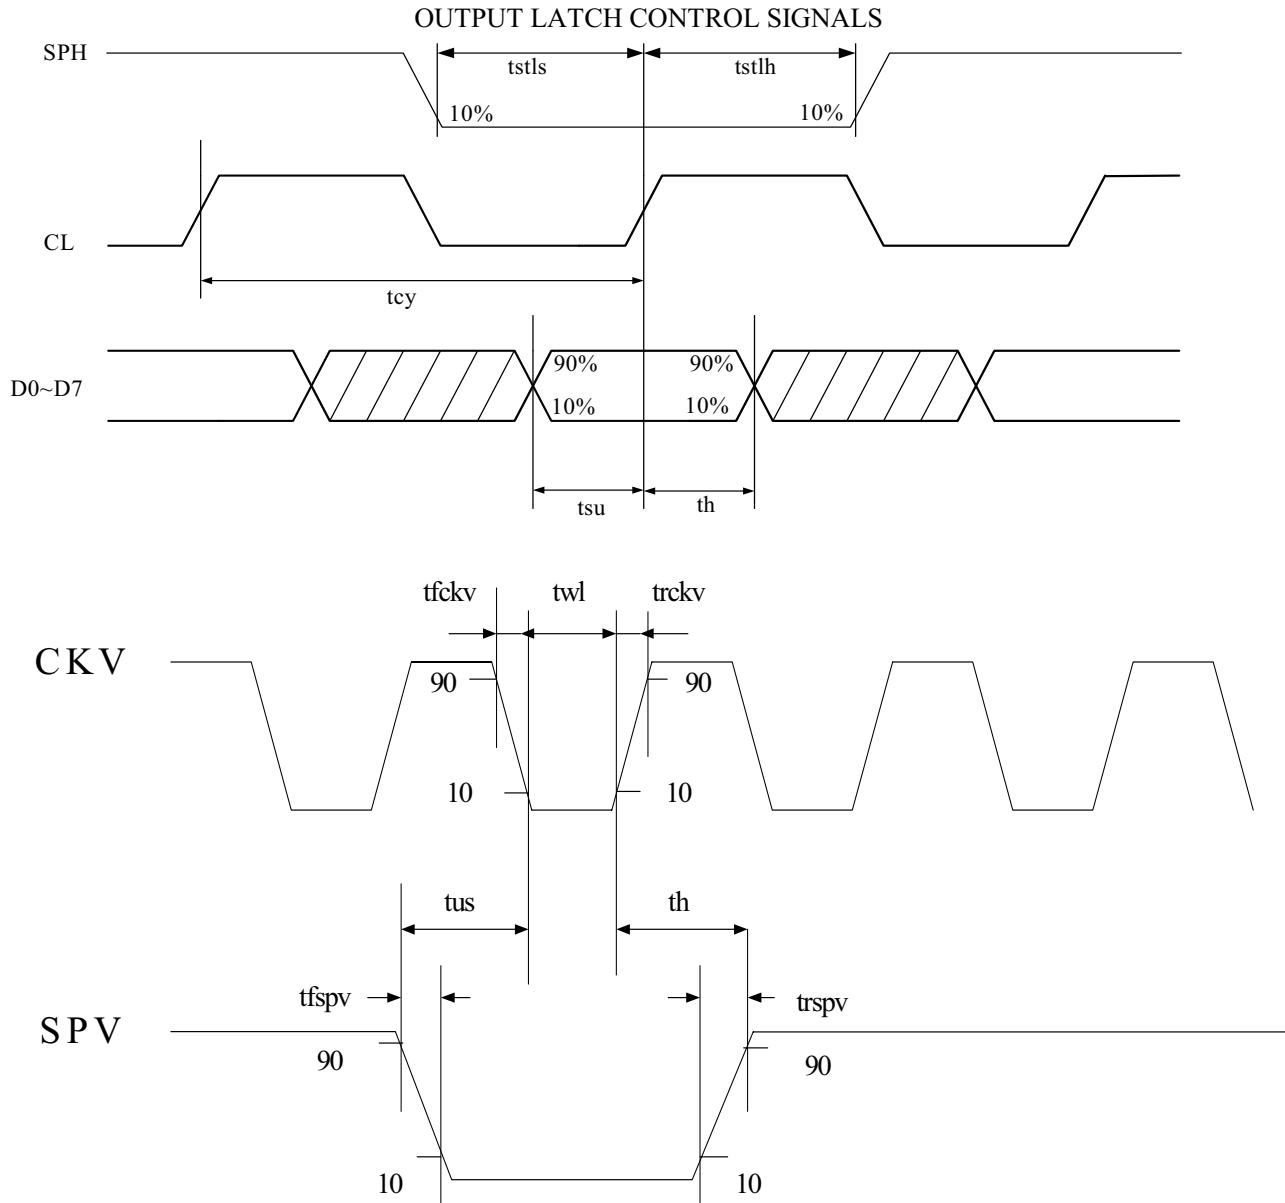 OUTPUT LATCH CONTROL SIGNALS
SPH
tstls
tstlh
10%
10%
CL
tcy
D0~D7
90%
90%
10%
10%
tsu
th
tfckv
twl
trckv
CKV
90
90
10
10
tus
th
tfspv
trspv
SPV
90
90
10
10